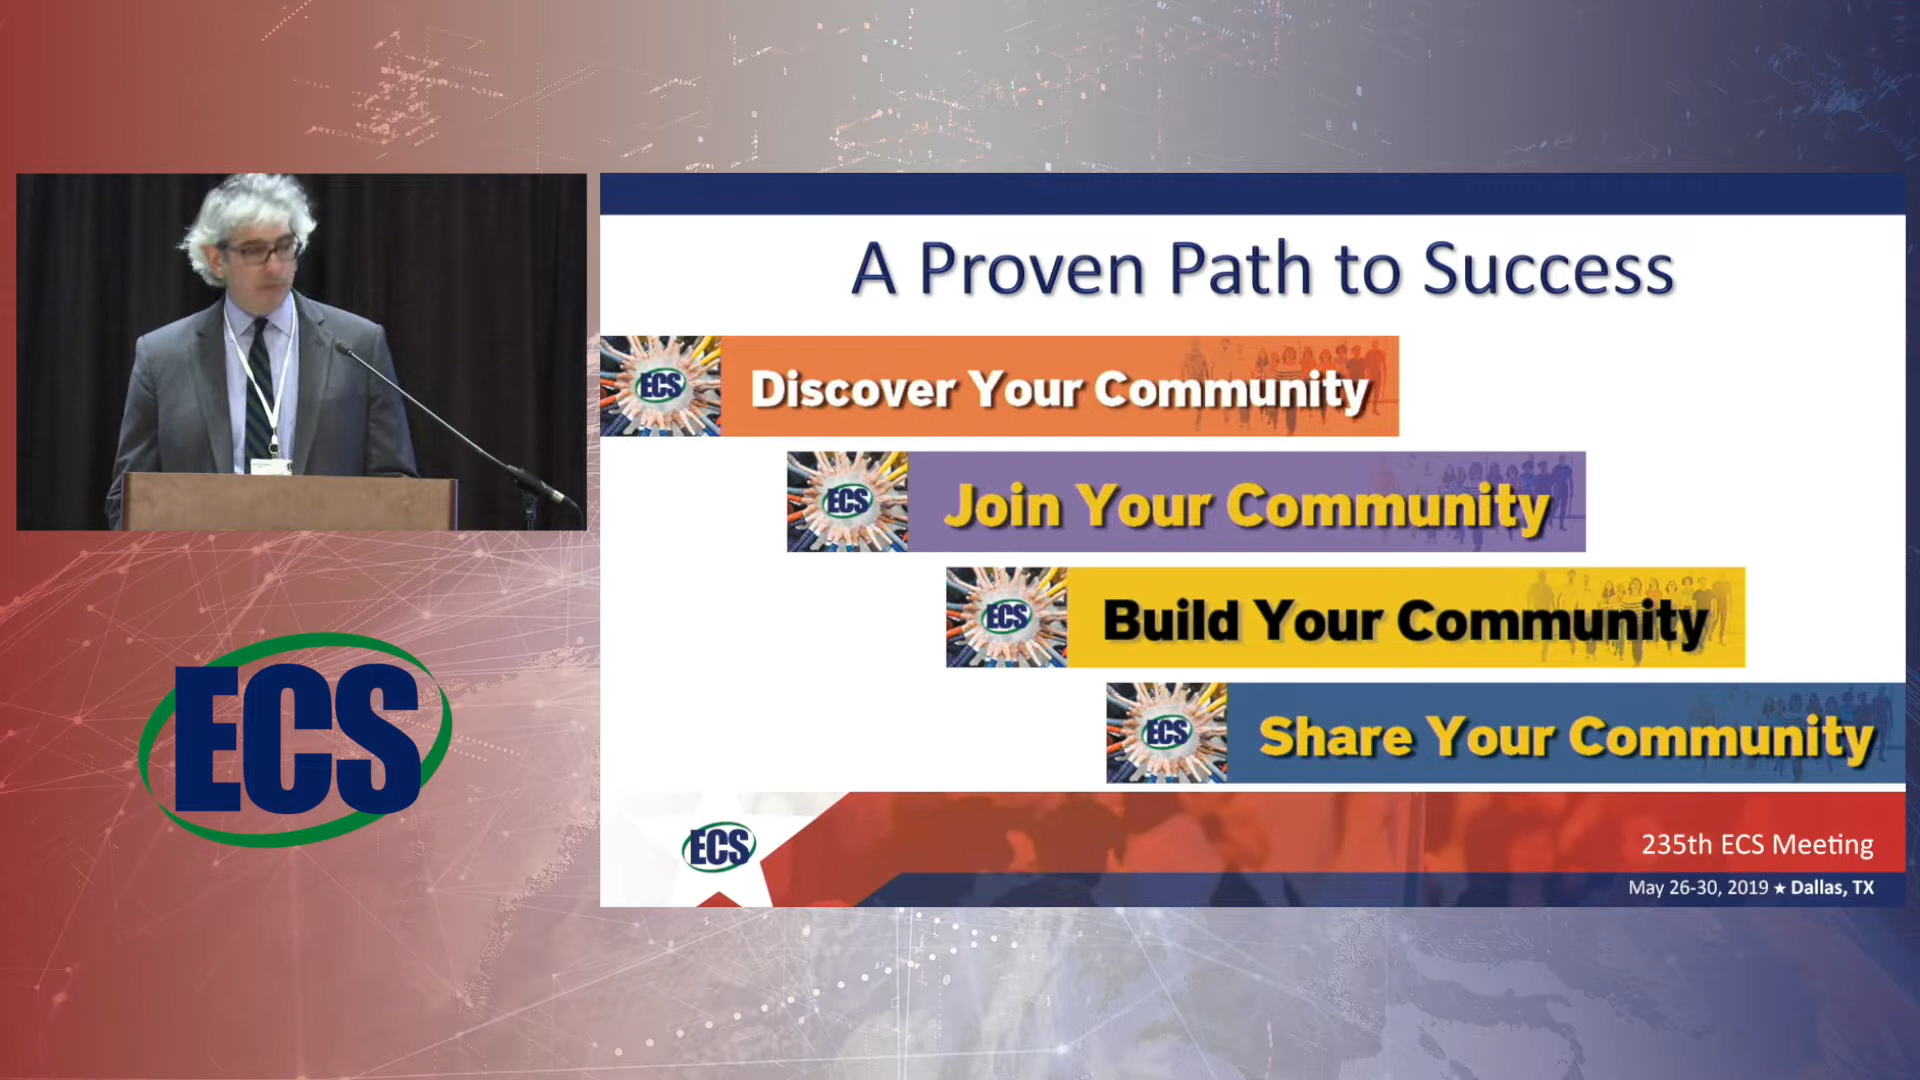 A Proven Path to Success
ECS Discover Your Community
ECS Join Your Community
ECS Build Your Community
ECS Share Your Community
ECS
ECS
235th ECS Meeting
May 26-30, 2019 ★ Dallas, TX